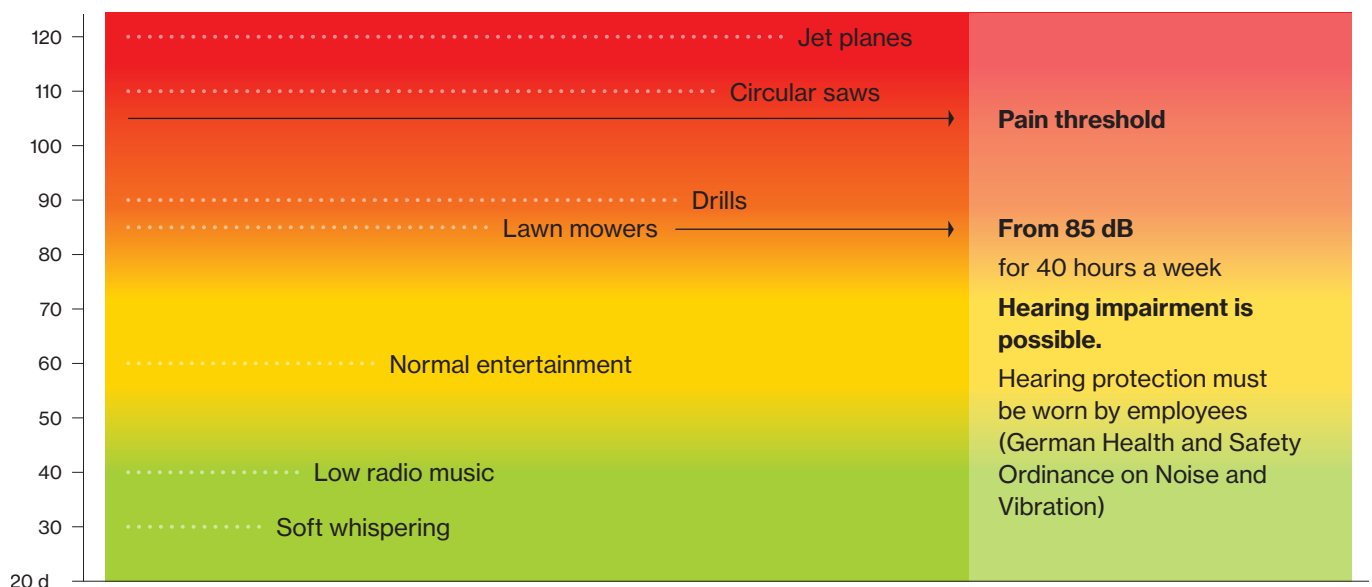 120
Jet planes
110
Circular saws
Pain threshold
100
90
Drills
Lawn mowers
From 85 dB
80
for 40 hours a week
70
Hearing impairment is
possible.
60
Normal entertainment
Hearing protection must
be worn by employees
50
(German Health and Safety
40
Low radio music
Ordinance on Noise and
Vibration)
30
Soft whispering
20 d